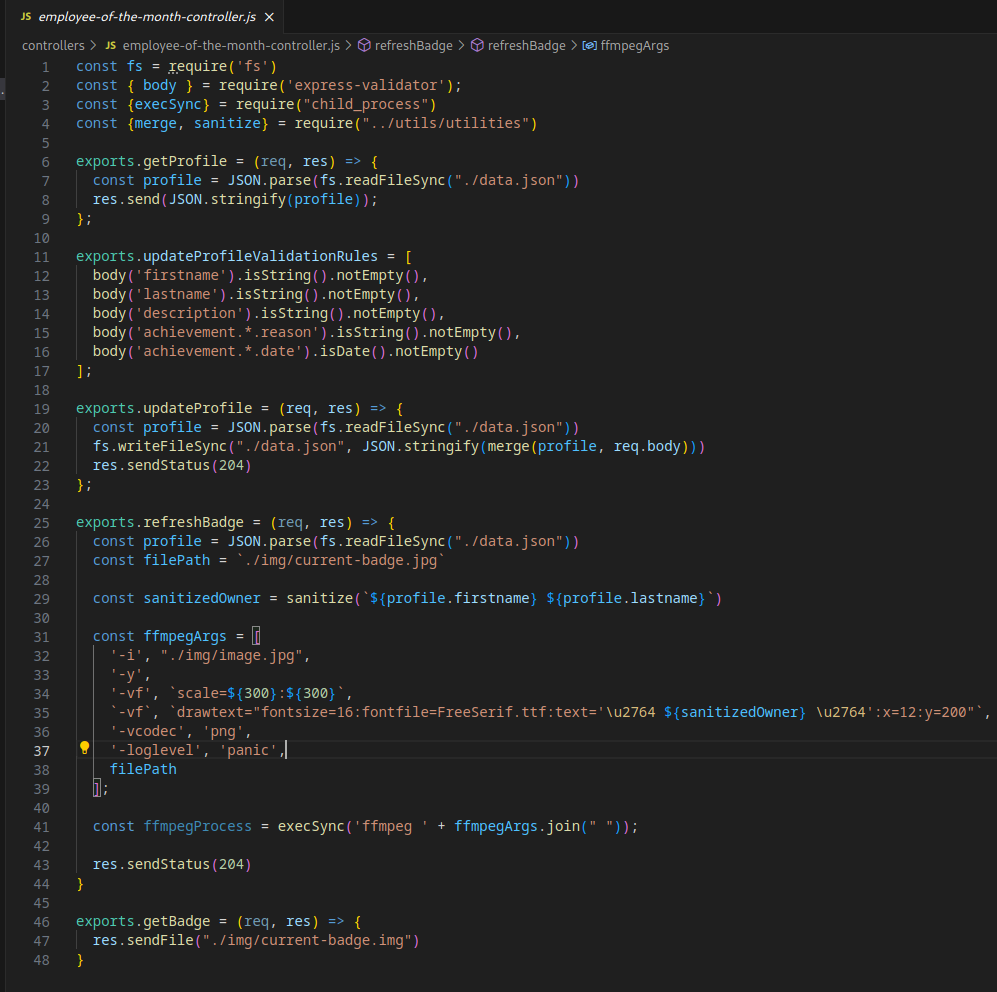 JS employee-of-the-month-controller.js ×
controllers > JS employee-of-the-month-controller.js > refreshBadge > refreshBadge > ffmpegArgs
1 const fs = require('fs')
2 const { body } = require('express-validator');
3 const {execSync} = require("child_process")
4 const {merge, sanitize} = require("../utils/utilities")
5
6 exports.getProfile = (req, res) => {
7   const profile = JSON.parse(fs.readFileSync("./data.json"))
8   res.send(JSON.stringify(profile));
9 };
10
11 exports.updateProfileValidationRules = [
12   body('firstname').isString().notEmpty(),
13   body('lastname').isString().notEmpty(),
14   body('description').isString().notEmpty(),
15   body('achievement.*.reason').isString().notEmpty(),
16   body('achievement.*.date').isDate().notEmpty()
17 ];
18
19 exports.updateProfile = (req, res) => {
20   const profile = JSON.parse(fs.readFileSync("./data.json"))
21   fs.writeFileSync("./data.json", JSON.stringify(merge(profile, req.body)))
22   res.sendStatus(204)
23 };
24
25 exports.refreshBadge = (req, res) => {
26   const profile = JSON.parse(fs.readFileSync("./data.json"))
27   const filePath = `./img/current-badge.jpg`
28
29   const sanitizedOwner = sanitize(`${profile.firstname} ${profile.lastname}`)
30
31   const ffmpegArgs = [
32     '-i', "./img/image.jpg",
33     '-y',
34     '-vf', `scale=${300}:${300}`,
35     `-vf`, `drawtext="fontsize=16:fontfile=FreeSerif.ttf:text='\u2764 ${sanitizedOwner} \u2764':x=12:y=200"`,
36     '-vcodec', 'png',
37     '-loglevel', 'panic',
38     filePath
39   ];
40
41   const ffmpegProcess = execSync('ffmpeg ' + ffmpegArgs.join(" "));
42
43   res.sendStatus(204)
44 }
45
46 exports.getBadge = (req, res) => {
47   res.sendFile("./img/current-badge.img")
48 }